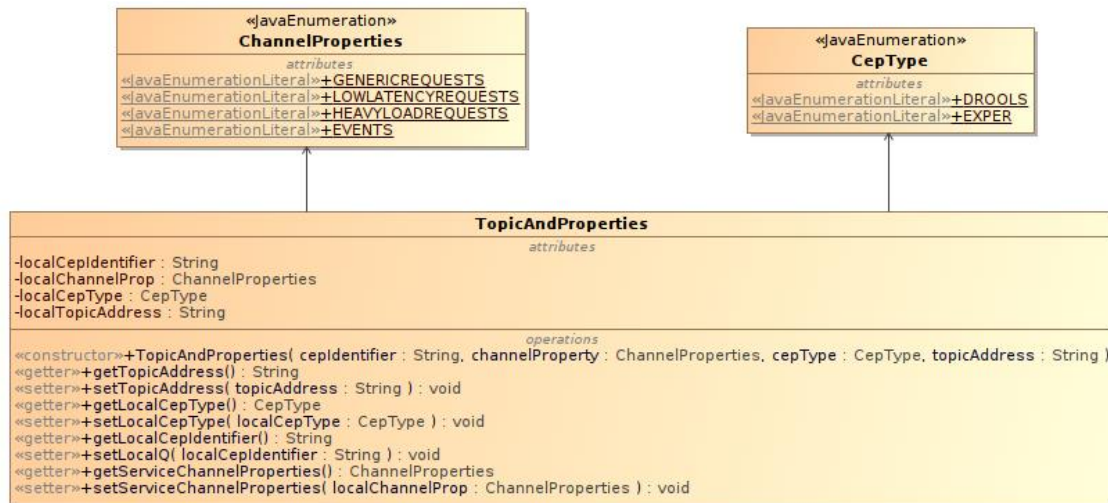 «JavaEnumeration»
ChannelProperties
attributes
«JavaEnumerationLiteral»+GENERICREQUESTS
«JavaEnumerationLiteral»+LOWLATENCYREQUESTS
«JavaEnumerationLiteral»+HEAVYLOADREQUESTS
«JavaEnumerationLiteral»+EVENTS
«JavaEnumeration»
CepType
attributes
«JavaEnumerationLiteral»+DROOLS
«JavaEnumerationLiteral»+EXPER
TopicAndProperties
attributes
-localCepIdentifier : String
-localChannelProp : ChannelProperties
-localCepType : CepType
-localTopicAddress : String
operations
«constructor»+TopicAndProperties( cepIdentifier : String, channelProperty : ChannelProperties, cepType : CepType, topicAddress : String )
«getter»+getTopicAddress() : String
«setter»+setTopicAddress( topicAddress : String ) : void
«getter»+getLocalCepType() : CepType
«setter»+setLocalCepType( localCepType : CepType ) : void
«getter»+getLocalCepIdentifier() : String
«setter»+setLocalQ( localCepIdentifier : String ) : void
«getter»+getServiceChannelProperties() : ChannelProperties
«setter»+setServiceChannelProperties( localChannelProp : ChannelProperties ) : void